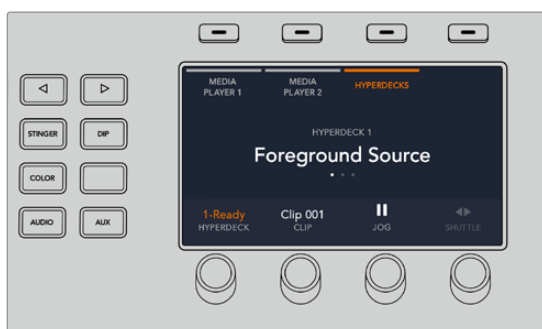 MEDIA
PLAYER 1
MEDIA
PLAYER 2
HYPERDECKS
STINGER
DIP
COLOR
AUDIO
AUX
HYPERDECK 1
Foreground Source
1-Ready
HYPERDECK
Clip 001
CLIP
JOG
SHUTTLE